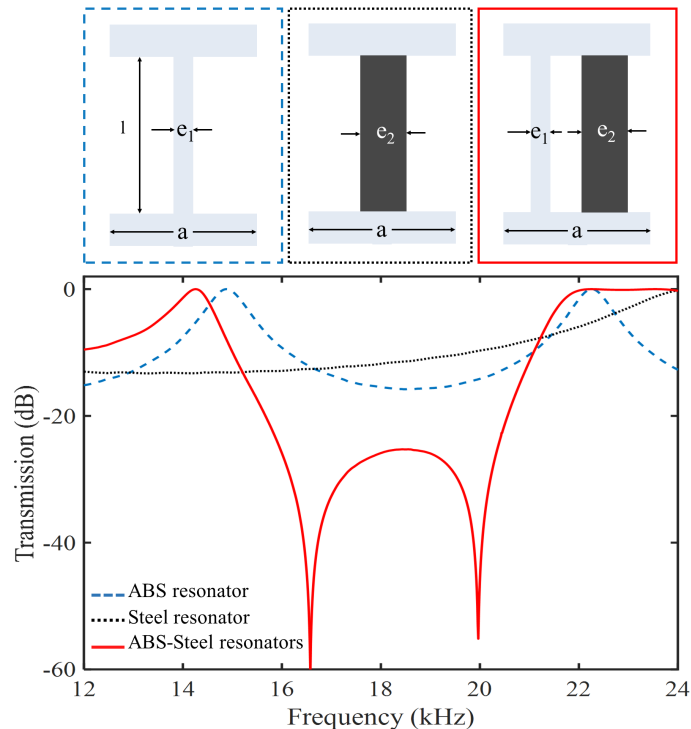 l
e1
a
e2
a
e1
e2
a
0
-20
-40
-60
Transmission (dB)
ABS resonator
Steel resonator
ABS-Steel resonators
12
14
16
18
20
22
24
Frequency (kHz)